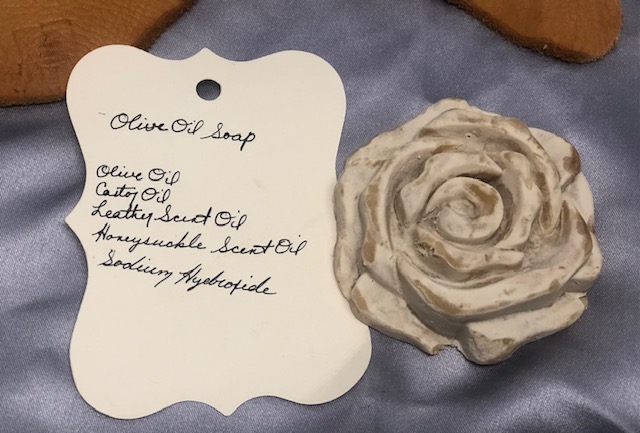 Olive Oil Soap
Olive Oil
Castor Oil
Leather Scent Oil
Honeysuckle Scent Oil
Sodium Hydroxide